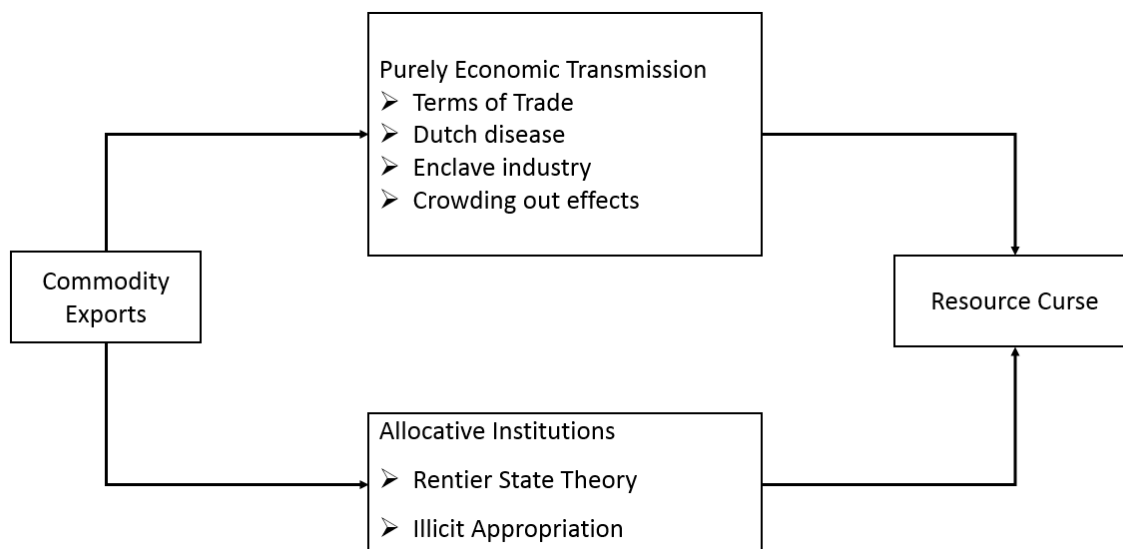 Purely Economic Transmission
➢ Terms of Trade
➢ Dutch disease
➢ Enclave industry
➢ Crowding out effects
Commodity
Exports
Resource Curse
Allocative Institutions
➢ Rentier State Theory
➢ Illicit Appropriation